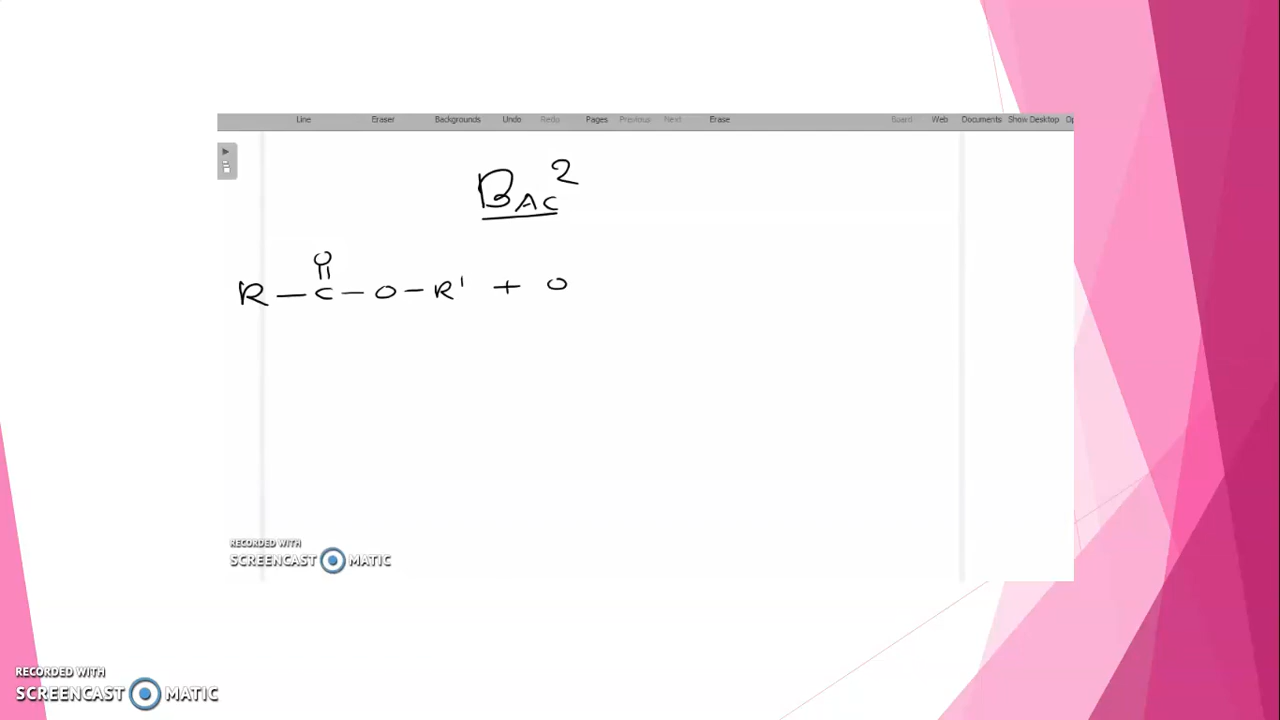 Line Eraser Backgrounds Undo Redo Pages Previous Next Erase Board Web Documents Show Desktop Op
BAC2
O
R — C — O — R' + O
RECORDED WITH
SCREENCAST MATIC
RECORDED WITH
SCREENCAST MATIC